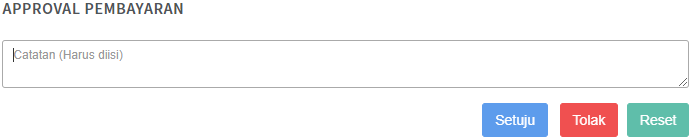 APPROVAL PEMBAYARAN
Catatan (Harus diisi)
Setuju Tolak Reset